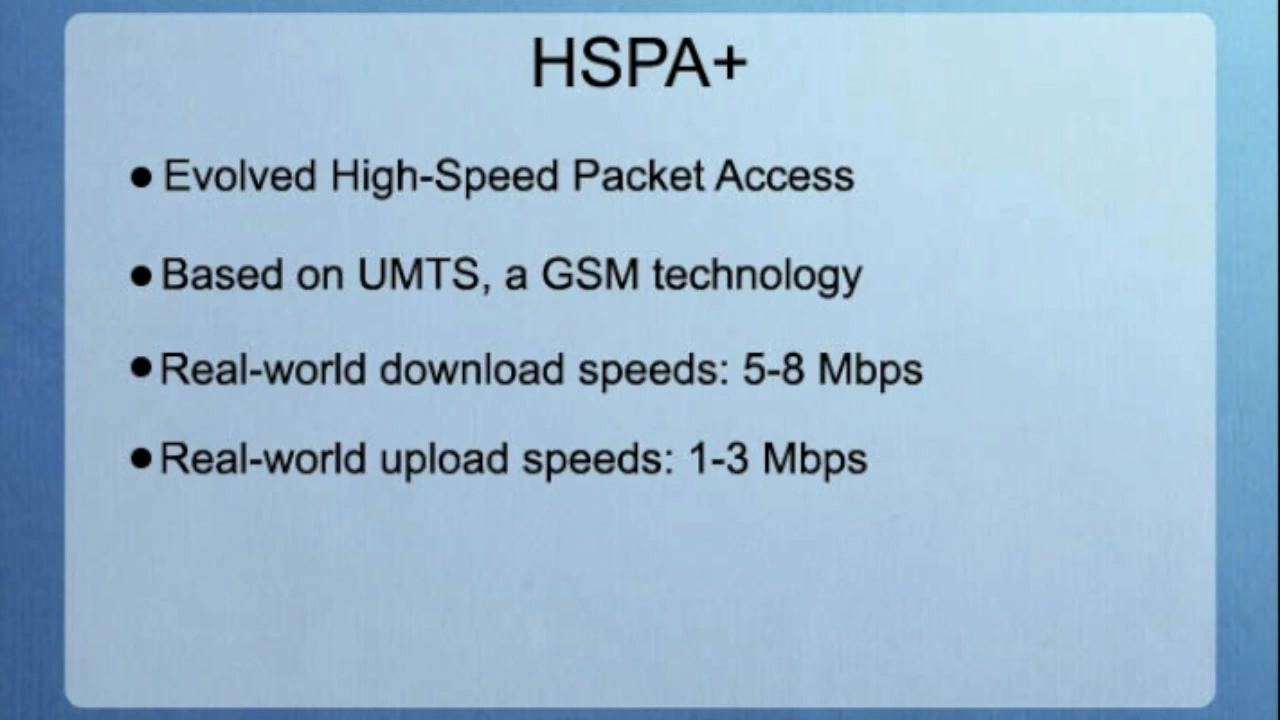 HSPA+
• Evolved High-Speed Packet Access
• Based on UMTS, a GSM technology
• Real-world download speeds: 5-8 Mbps
• Real-world upload speeds: 1-3 Mbps